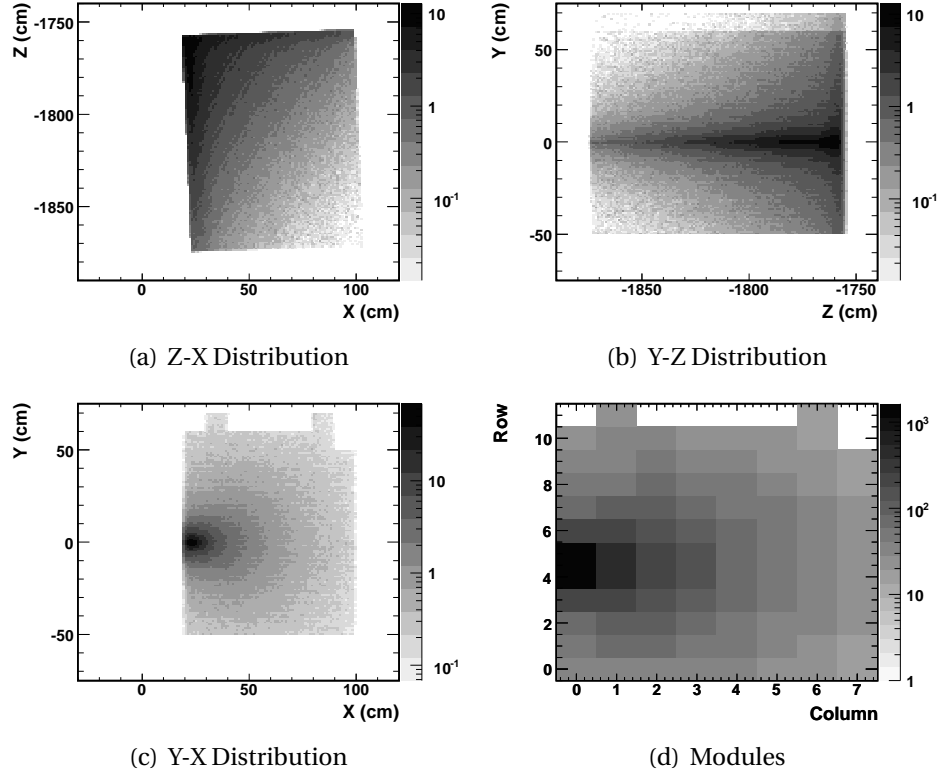 Z (cm)
-1750
-1800
-1850
0
50
100
X (cm)
10
1
10-1
(a) Z-X Distribution
Y (cm)
50
0
-50
-1850
-1800
-1750
Z (cm)
10
1
10-1
(b) Y-Z Distribution
Y (cm)
50
0
-50
0
50
100
X (cm)
10
1
10-1
(c) Y-X Distribution
Row
10
8
6
4
2
0
0 1 2 3 4 5 6 7
Column
103
102
10
1
(d) Modules